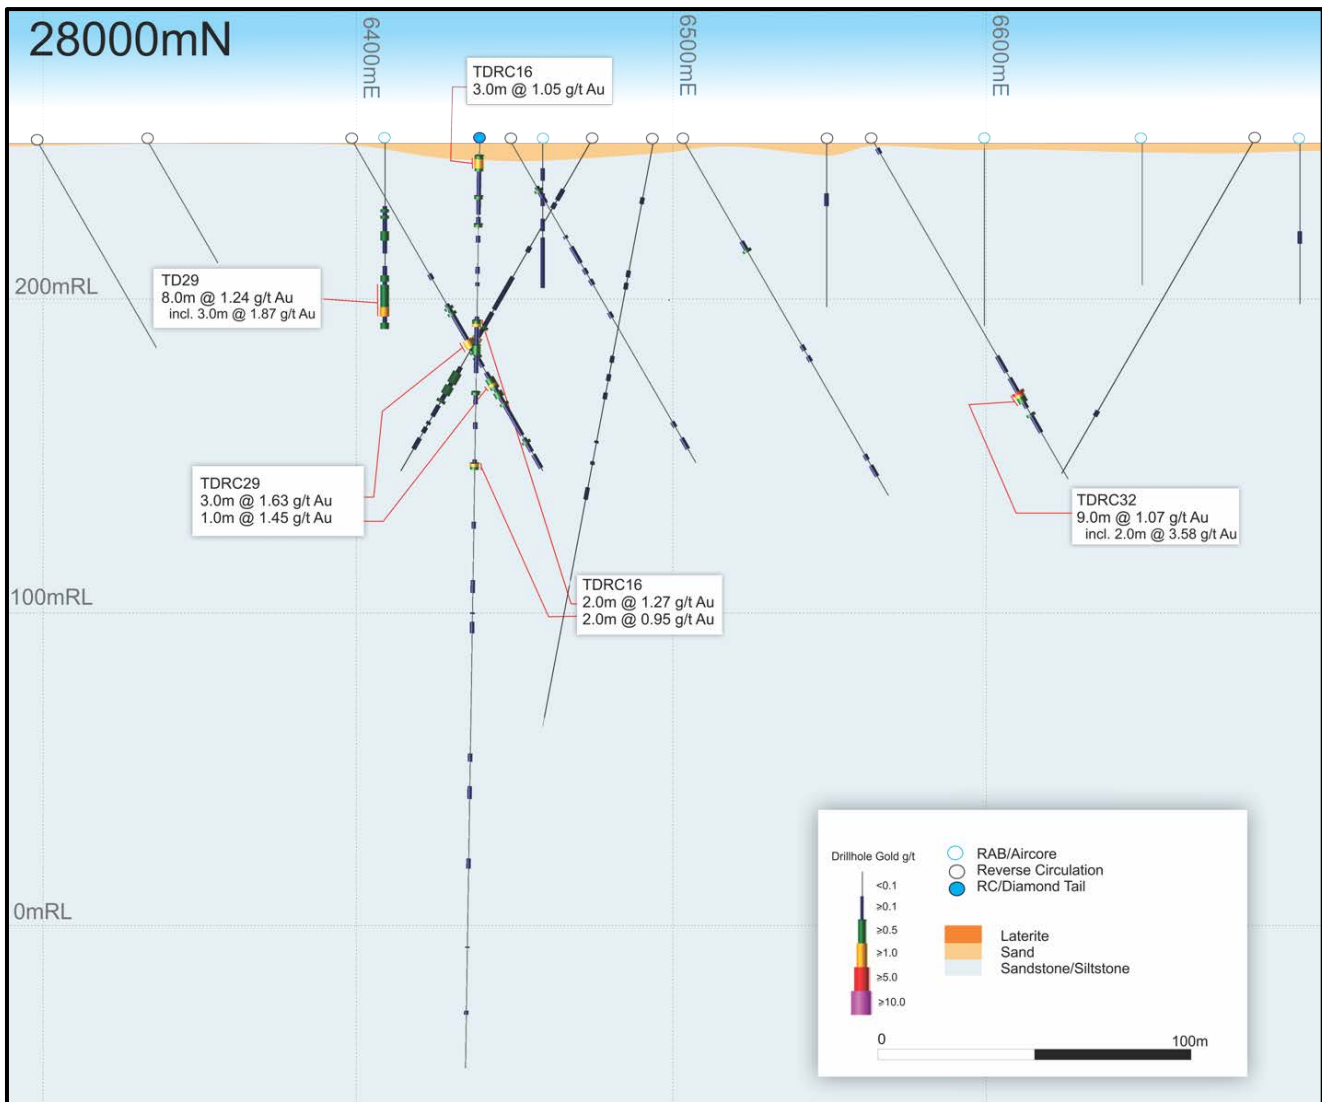 28000mN
6400mE
6500mE
6600mE
TDRC16
3.0m @ 1.05 g/t Au
200mRL
TD29
8.0m @ 1.24 g/t Au
incl. 3.0m @ 1.87 g/t Au
TDRC29
3.0m @ 1.63 g/t Au
1.0m @ 1.45 g/t Au
TDRC32
9.0m @ 1.07 g/t Au
incl. 2.0m @ 3.58 g/t Au
100mRL
TDRC16
2.0m @ 1.27 g/t Au
2.0m @ 0.95 g/t Au
0mRL
Drillhole Gold g/t
<0.1
≥0.1
≥0.5
≥1.0
≥5.0
≥10.0
RAB/Aircore
Reverse Circulation
RC/Diamond Tail
Laterite
Sand
Sandstone/Siltstone
0 100m